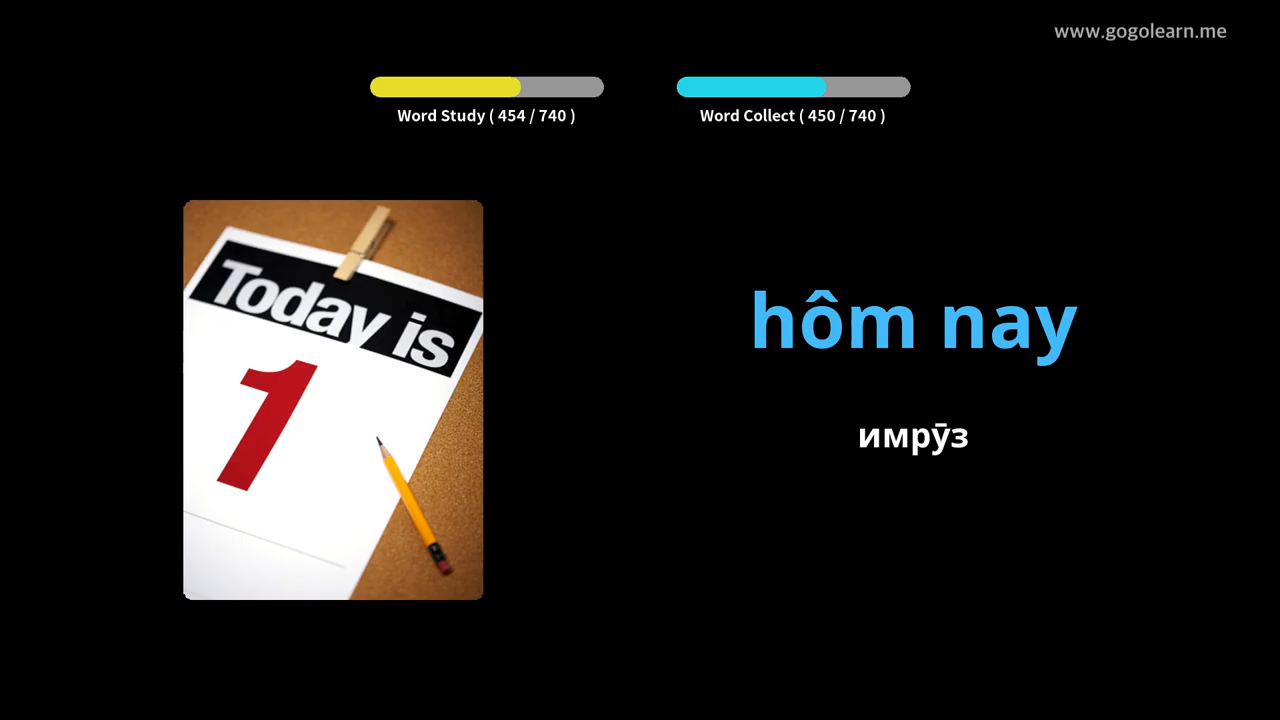 www.gogolearn.me
Word Study ( 454 / 740 )
Word Collect ( 450 / 740 )
Today is
1
hôm nay
имрӯз